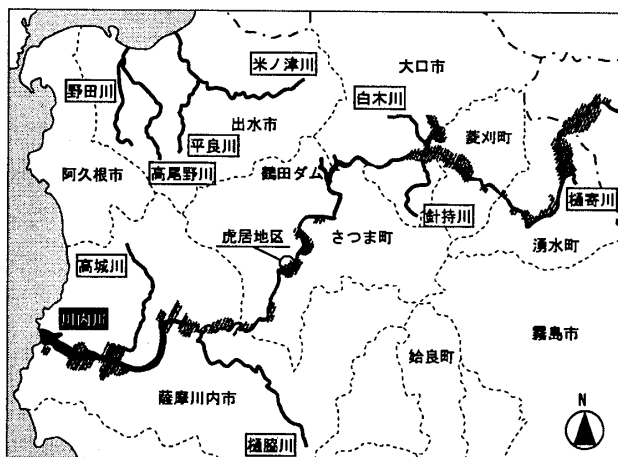 米ノ津川
大口市
野田川
白木川
出水市
菱刈町
平良川
阿久根市
高尾野川
鶴田ダム
針持川
樋寄川
虎居地区
さつま町
湧水町
高城川
川内川
霧島市
姶良町
薩摩川内市
樋脇川
N